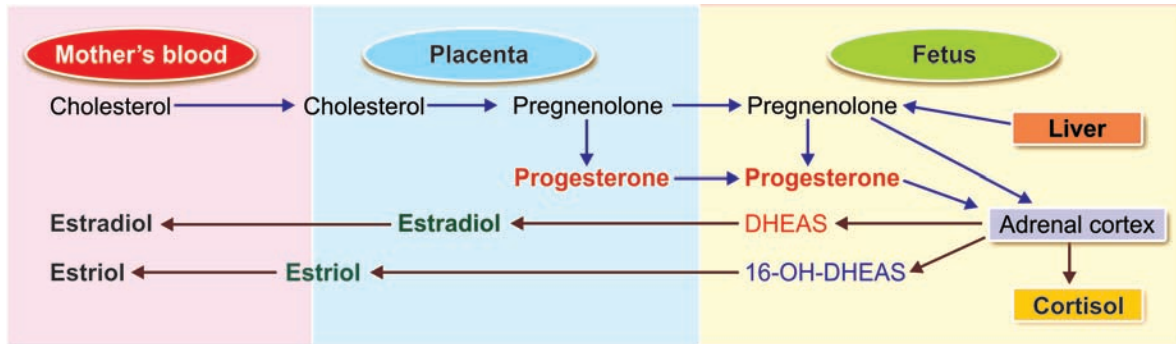 Mother's blood Placenta Fetus
Cholesterol Cholesterol Pregnenolone Pregnenolone
Liver
Progesterone Progesterone
Estradiol Estradiol DHEAS Adrenal cortex
Estriol Estriol 16-OH-DHEAS
Cortisol